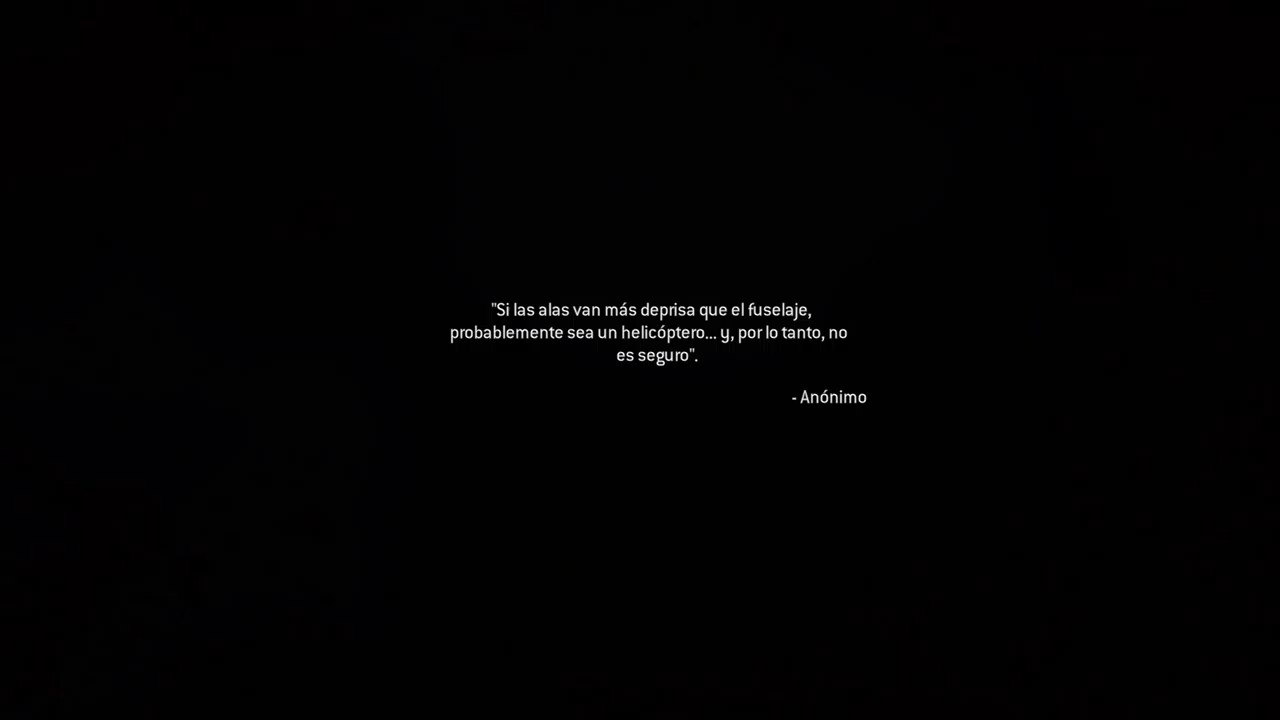 "Si las alas van más deprisa que el fuselaje,
probablemente sea un helicóptero... y, por lo tanto, no
es seguro".
- Anónimo